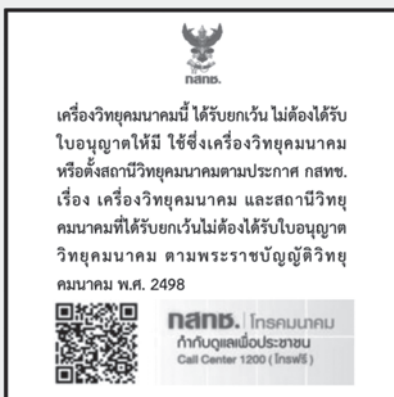 กสทช.
เครื่องวิทยุคมนาคมนี้ ได้รับยกเว้น ไม่ต้องได้รับ
ใบอนุญาตให้มี ใช้ซึ่งเครื่องวิทยุคมนาคม
หรือตั้งสถานีวิทยุคมนาคมตามประกาศ กสทช.
เรื่อง เครื่องวิทยุคมนาคม และสถานีวิทยุ
คมนาคมที่ได้รับยกเว้นไม่ต้องได้รับใบอนุญาต
วิทยุคมนาคม ตามพระราชบัญญัติวิทยุ
คมนาคม พ.ศ. 2498
กสทช. โทรคมนาคม
กำกับดูแลเพื่อประชาชน
Call Center 1200 (โทรฟรี)